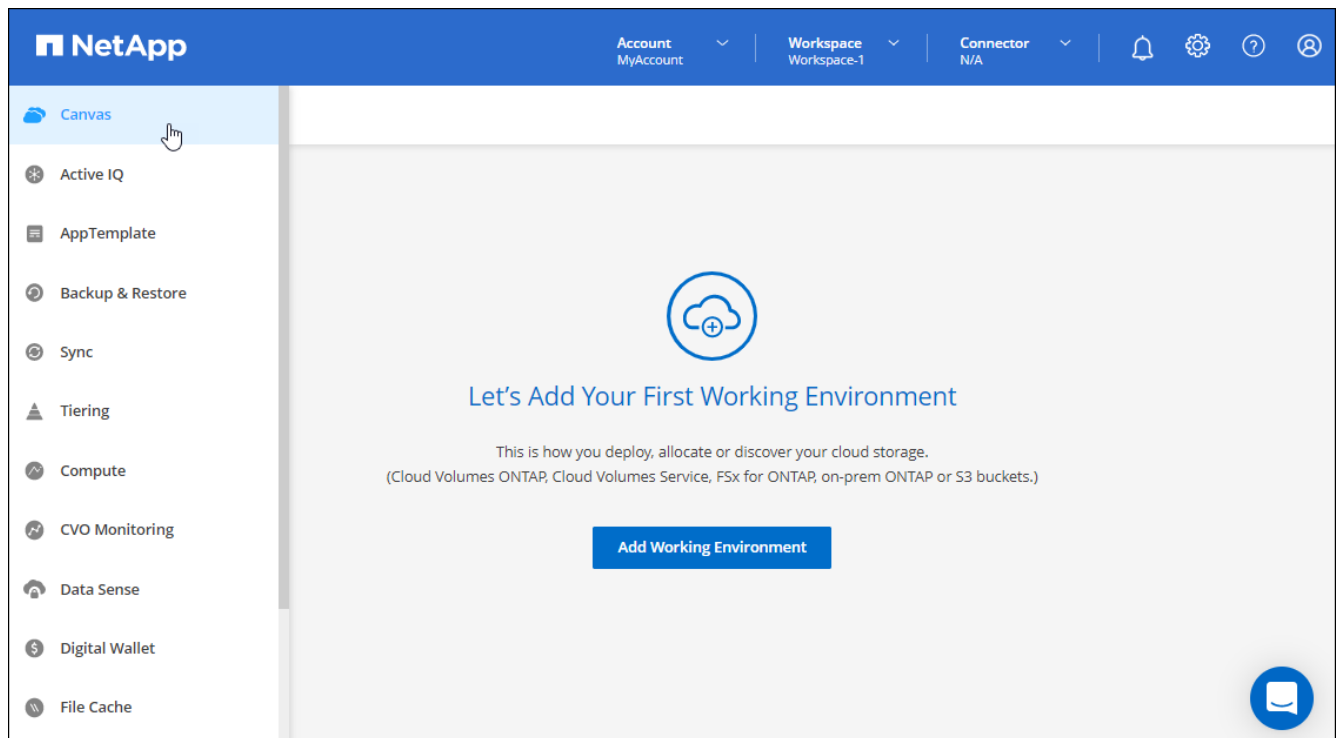 NetApp
Account
MyAccount
Workspace
Workspace-1
Connector
N/A
Canvas
Active IQ
AppTemplate
Backup & Restore
Sync
Tiering
Compute
CVO Monitoring
Data Sense
Digital Wallet
File Cache
Let's Add Your First Working Environment
This is how you deploy, allocate or discover your cloud storage.
(Cloud Volumes ONTAP, Cloud Volumes Service, FSx for ONTAP, on-prem ONTAP or S3 buckets.)
Add Working Environment